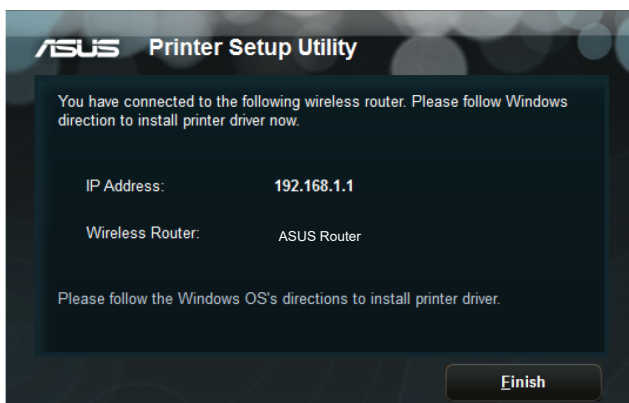 ASUS Printer Setup Utility
You have connected to the following wireless router. Please follow Windows
direction to install printer driver now.
IP Address: 192.168.1.1
Wireless Router: ASUS Router
Please follow the Windows OS's directions to install printer driver.
Finish